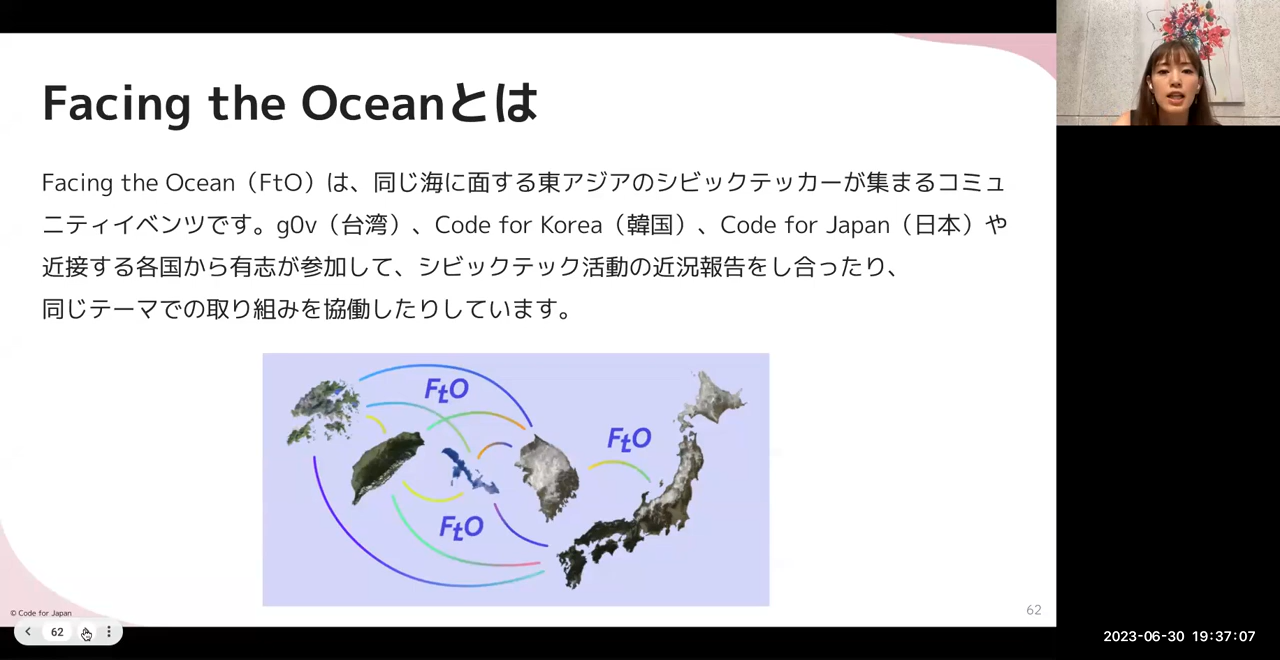 Facing the Oceanとは
Facing the Ocean（FtO）は、同じ海に面する東アジアのシビックテッカーが集まるコミュ
ニティイベンツです。g0v（台湾）、Code for Korea（韓国）、Code for Japan（日本）や
近接する各国から有志が参加して、シビックテック活動の近況報告をし合ったり、
同じテーマでの取り組みを協働したりしています。
FtO
FtO
FtO
© Code for Japan
62
62
2023-06-30 19:37:07